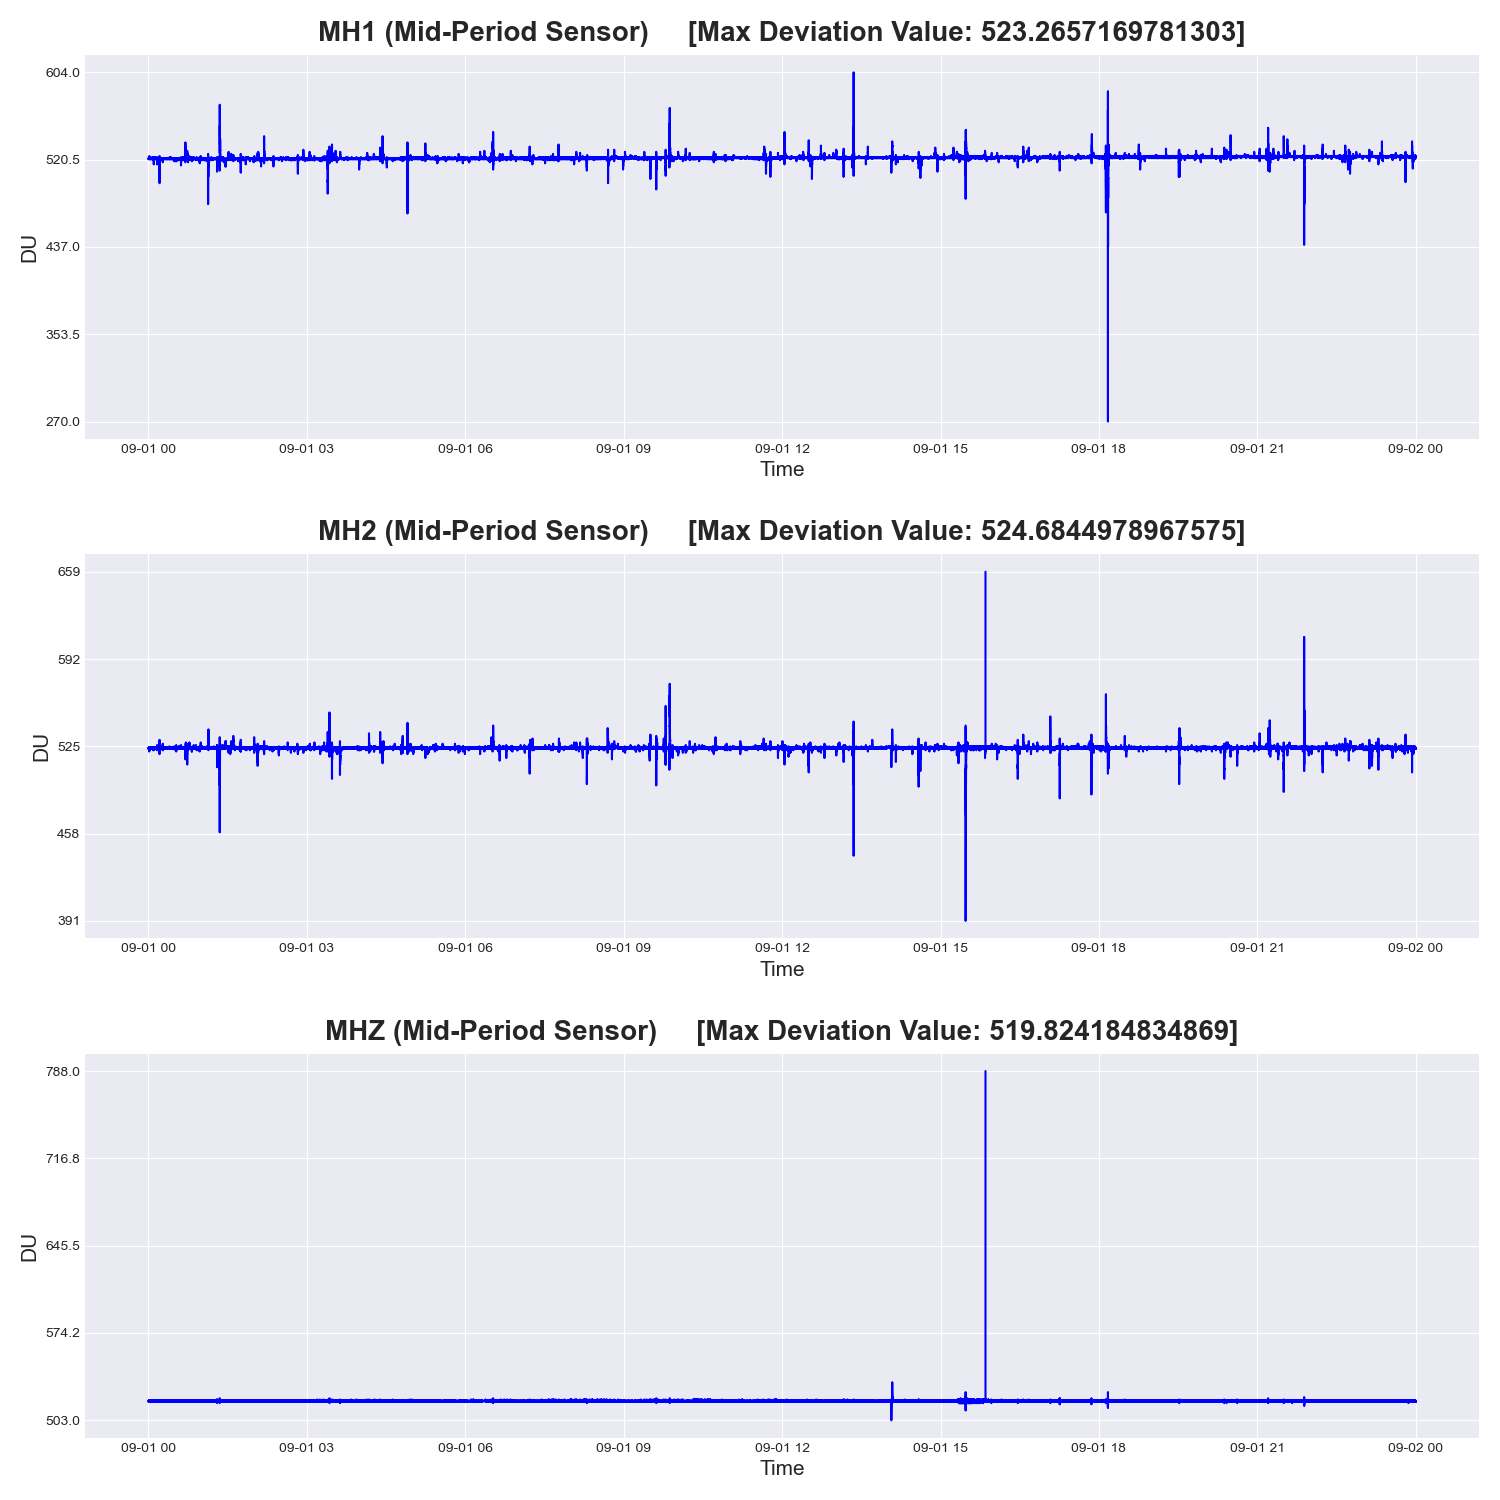 MH1 (Mid-Period Sensor) [Max Deviation Value: 523.2657169781303]
604.0
520.5
437.0
353.5
270.0
DU
09-01 00 09-01 03 09-01 06 09-01 09 09-01 12 09-01 15 09-01 18 09-01 21 09-02 00
Time
MH2 (Mid-Period Sensor) [Max Deviation Value: 524.6844978967575]
659
592
525
458
391
DU
09-01 00 09-01 03 09-01 06 09-01 09 09-01 12 09-01 15 09-01 18 09-01 21 09-02 00
Time
MHZ (Mid-Period Sensor) [Max Deviation Value: 519.824184834869]
788.0
716.8
645.5
574.2
503.0
DU
09-01 00 09-01 03 09-01 06 09-01 09 09-01 12 09-01 15 09-01 18 09-01 21 09-02 00
Time